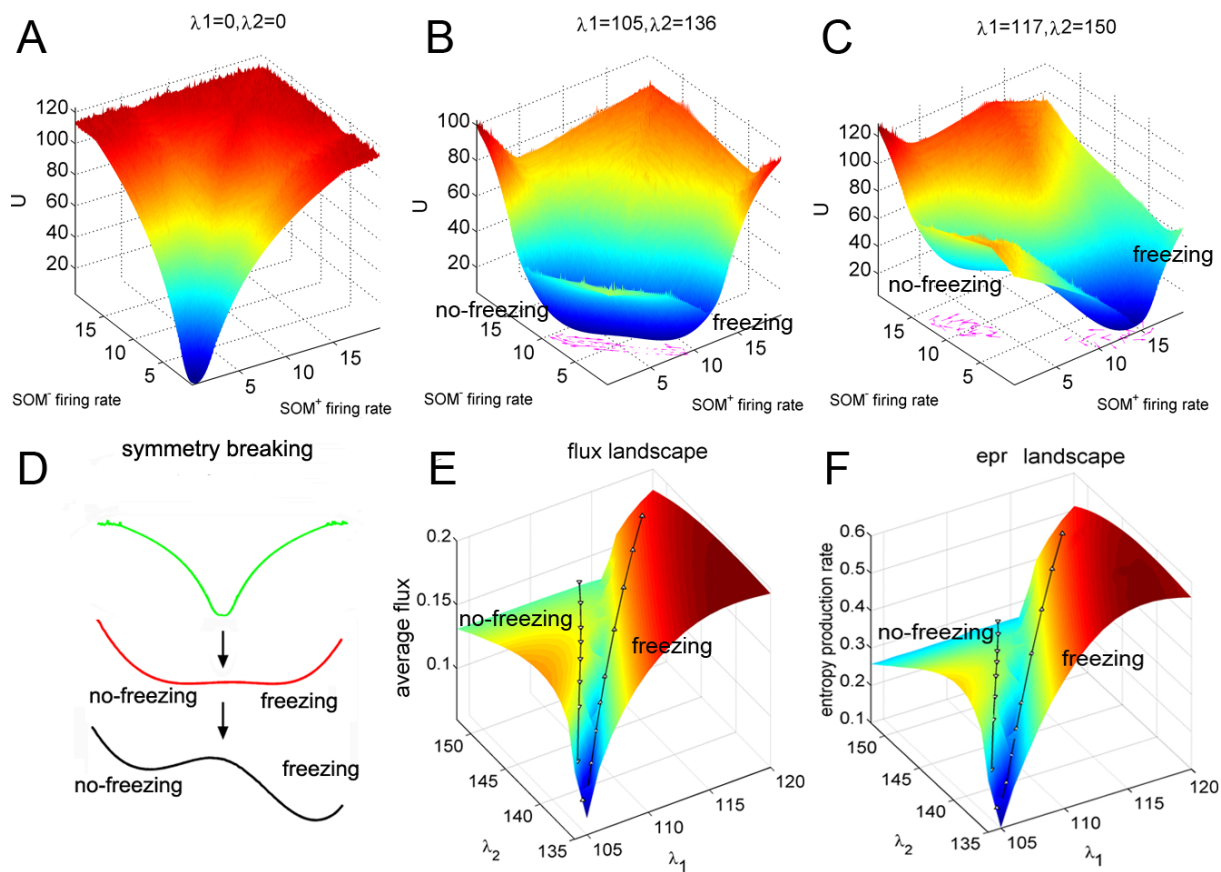 A
λ1=0,λ2=0
U
120
100
80
60
40
20
15
10
5
SOM⁻ firing rate
5
10
15
SOM⁺ firing rate
B
λ1=105,λ2=136
U
100
80
60
40
20
no-freezing
freezing
15
10
5
SOM⁻ firing rate
5
10
15
SOM⁺ firing rate
C
λ1=117,λ2=150
U
120
100
80
60
40
20
no-freezing
freezing
15
10
5
SOM⁻ firing rate
5
10
15
SOM⁺ firing rate
D
symmetry breaking
no-freezing
freezing
no-freezing
freezing
E
flux landscape
average flux
0.2
0.15
0.1
no-freezing
freezing
150
145
140
135
λ₂
105
110
115
120
λ₁
F
epr landscape
entropy production rate
0.6
0.5
0.4
0.3
0.2
0.1
no-freezing
freezing
150
145
140
135
λ₂
105
110
115
120
λ₁